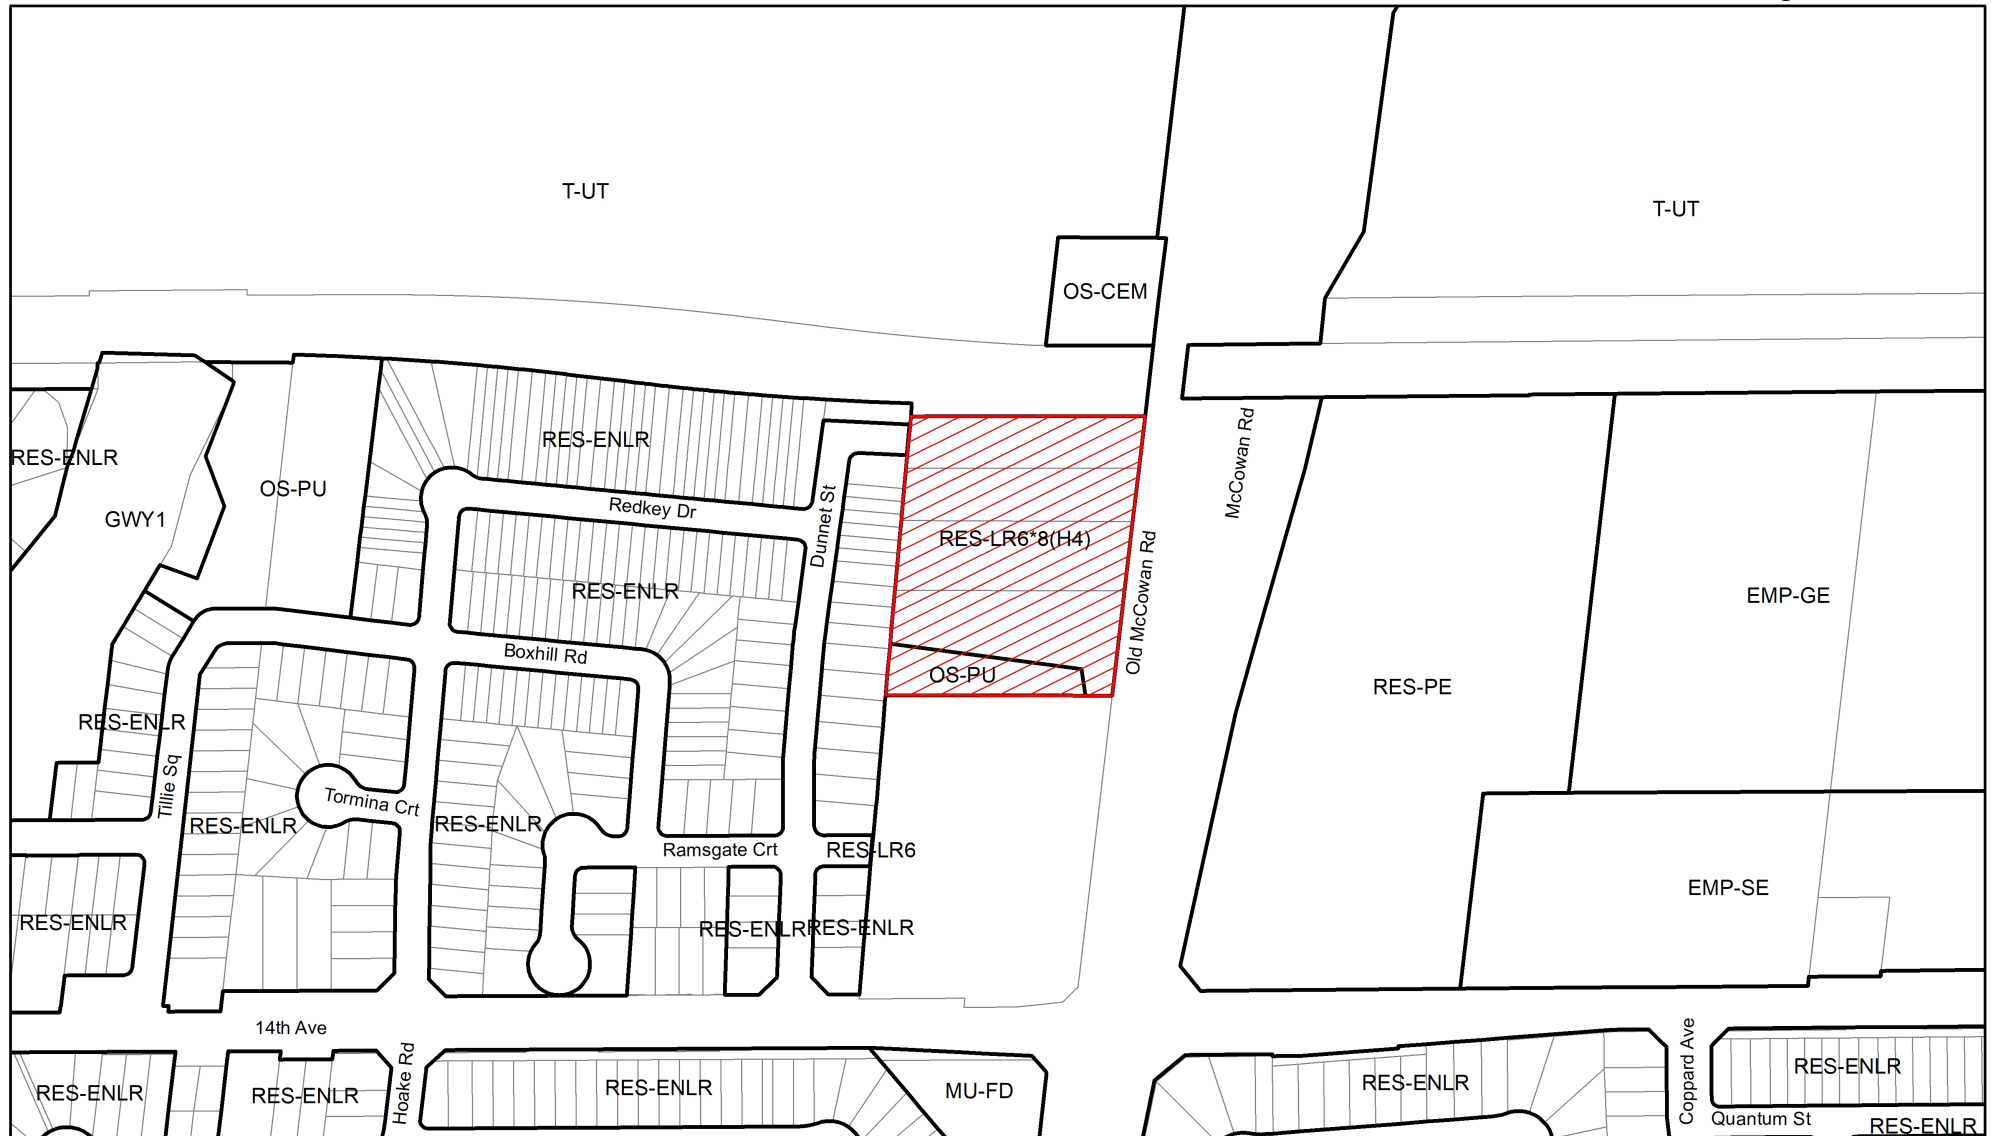 T-UT
T-UT
OS-CEM
RES-ENLR
RES-ENLR
OS-PU
GWY1
Redkey Dr
Dunnet St
McCowan Rd
RES-LR6*8(H4)
Old McCowan Rd
RES-ENLR
EMP-GE
Boxhill Rd
OS-PU
RES-PE
RES-ENLR
Tillie Sq
Tormina Crt
RES-ENLR
RES-ENLR
Ramsgate Crt
RES-LR6
EMP-SE
RES-ENLR
RES-ENLR
RES-ENLR
14th Ave
Hoake Rd
Coppard Ave
RES-ENLR
RES-ENLR
RES-ENLR
MU-FD
RES-ENLR
RES-ENLR
Quantum St
RES-ENLR